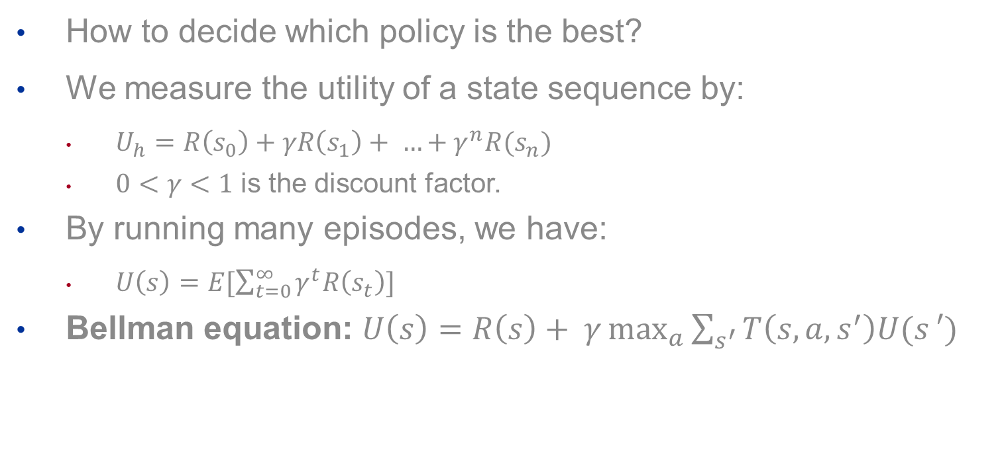 • How to decide which policy is the best?
• We measure the utility of a state sequence by:
• $U_h = R(s_0) + \gamma R(s_1) + \ ... + \gamma^n R(s_n)$
• $0 < \gamma < 1$ is the discount factor.
• By running many episodes, we have:
• $U(s) = E[\sum_{t=0}^{\infty} \gamma^t R(s_t)]$
• Bellman equation: $U(s) = R(s) + \gamma \max_a \sum_{s'} T(s, a, s')U(s')$